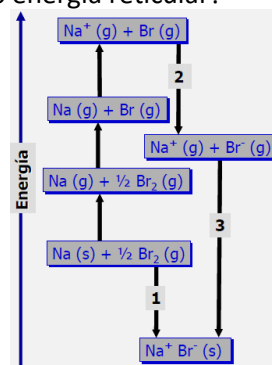 energía reticular?
Na⁺ (g) + Br (g)
2
Na (g) + Br (g)
Na⁺ (g) + Br⁻ (g)
Na (g) + ½ Br₂ (g)
Energía
3
Na (s) + ½ Br₂ (g)
1
Na⁺ Br⁻ (s)